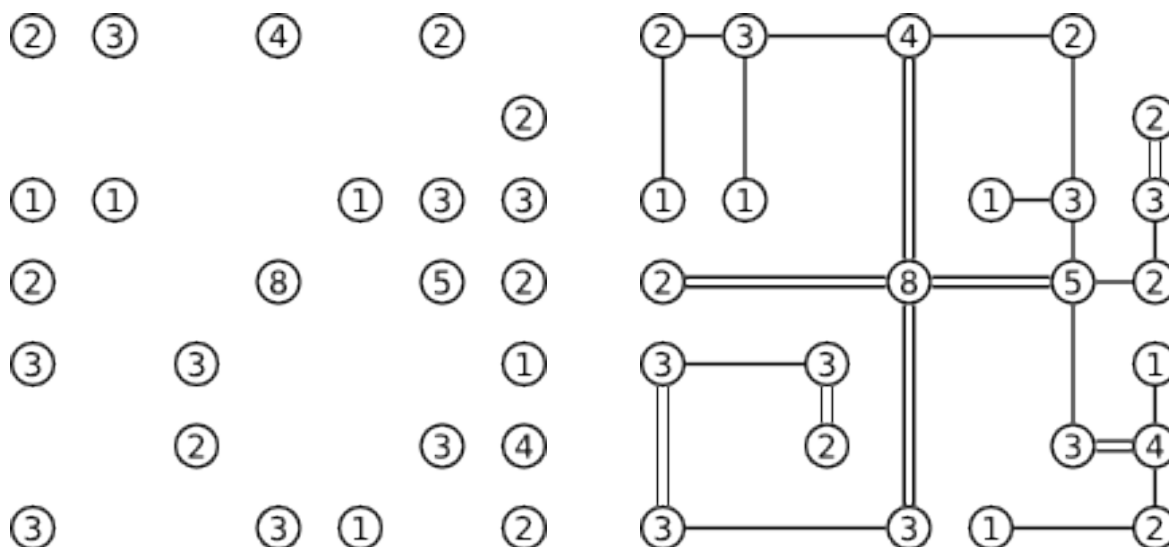 2 3 4 2 2 3 4 2
2 2
1 1 1 3 3 1 1 1 3 3
2 8 5 2 2 8 5 2
3 3 1 3 3 1
2 3 4 2 3 4
3 3 1 2 3 3 1 2